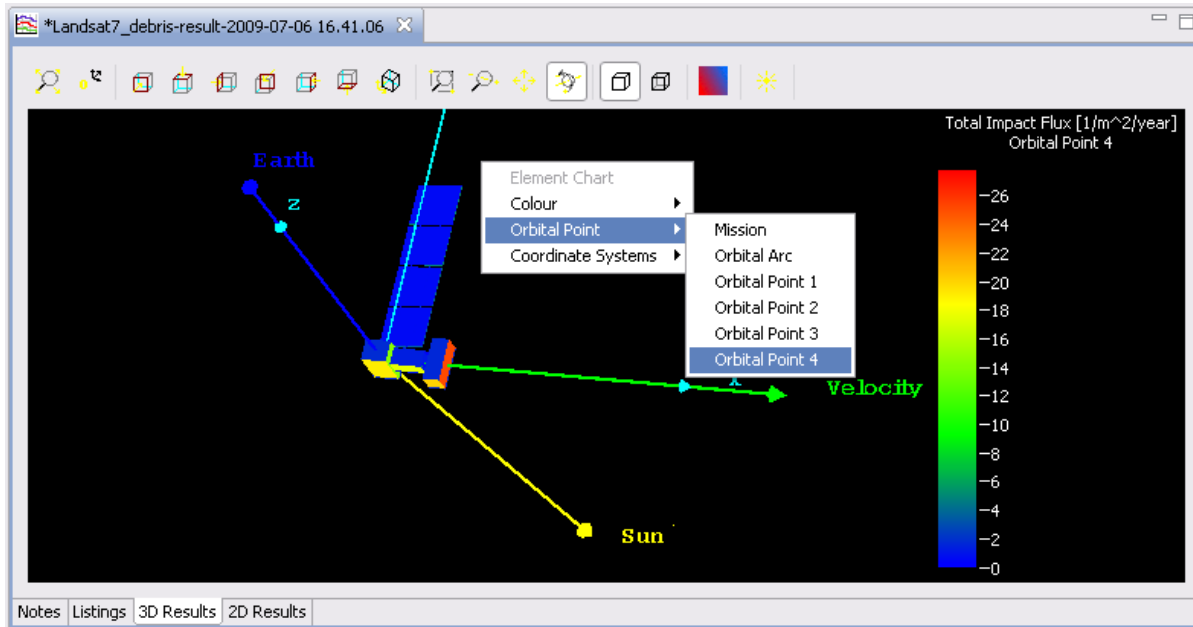 *Landsat7_debris-result-2009-07-06 16.41.06
Total Impact Flux [1/m^2/year]
Orbital Point 4
Earth
z
Element Chart
Colour
Orbital Point
Coordinate Systems
Mission
Orbital Arc
Orbital Point 1
Orbital Point 2
Orbital Point 3
Orbital Point 4
X
Velocity
Sun
26
24
22
20
18
16
14
12
10
8
6
4
2
0
Notes
Listings
3D Results
2D Results